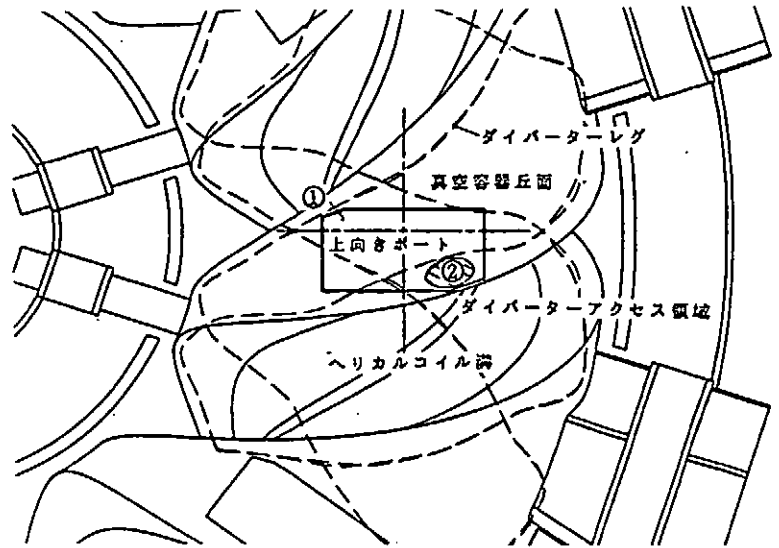 ダイバーターレグ
真空容器丘面
①
上向きポート
②
ダイバーターアクセス領域
ヘリカルコイル溝